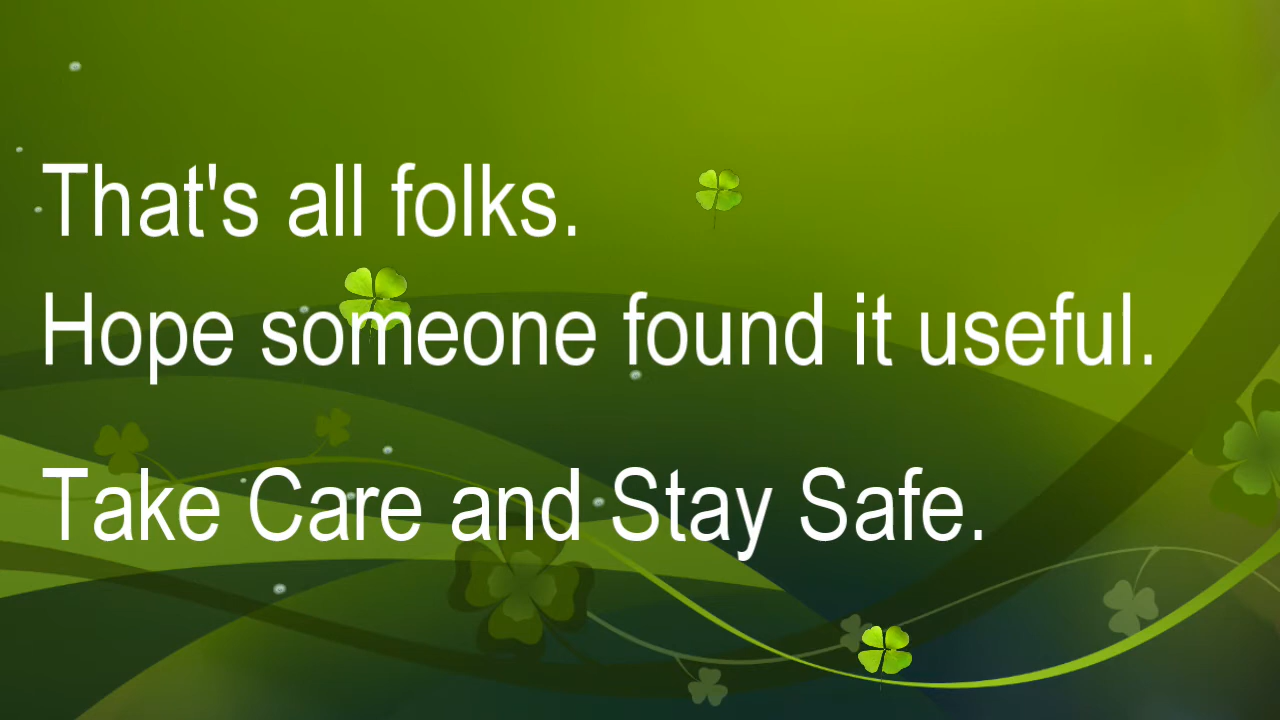 That's all folks.
Hope someone found it useful.
Take Care and Stay Safe.